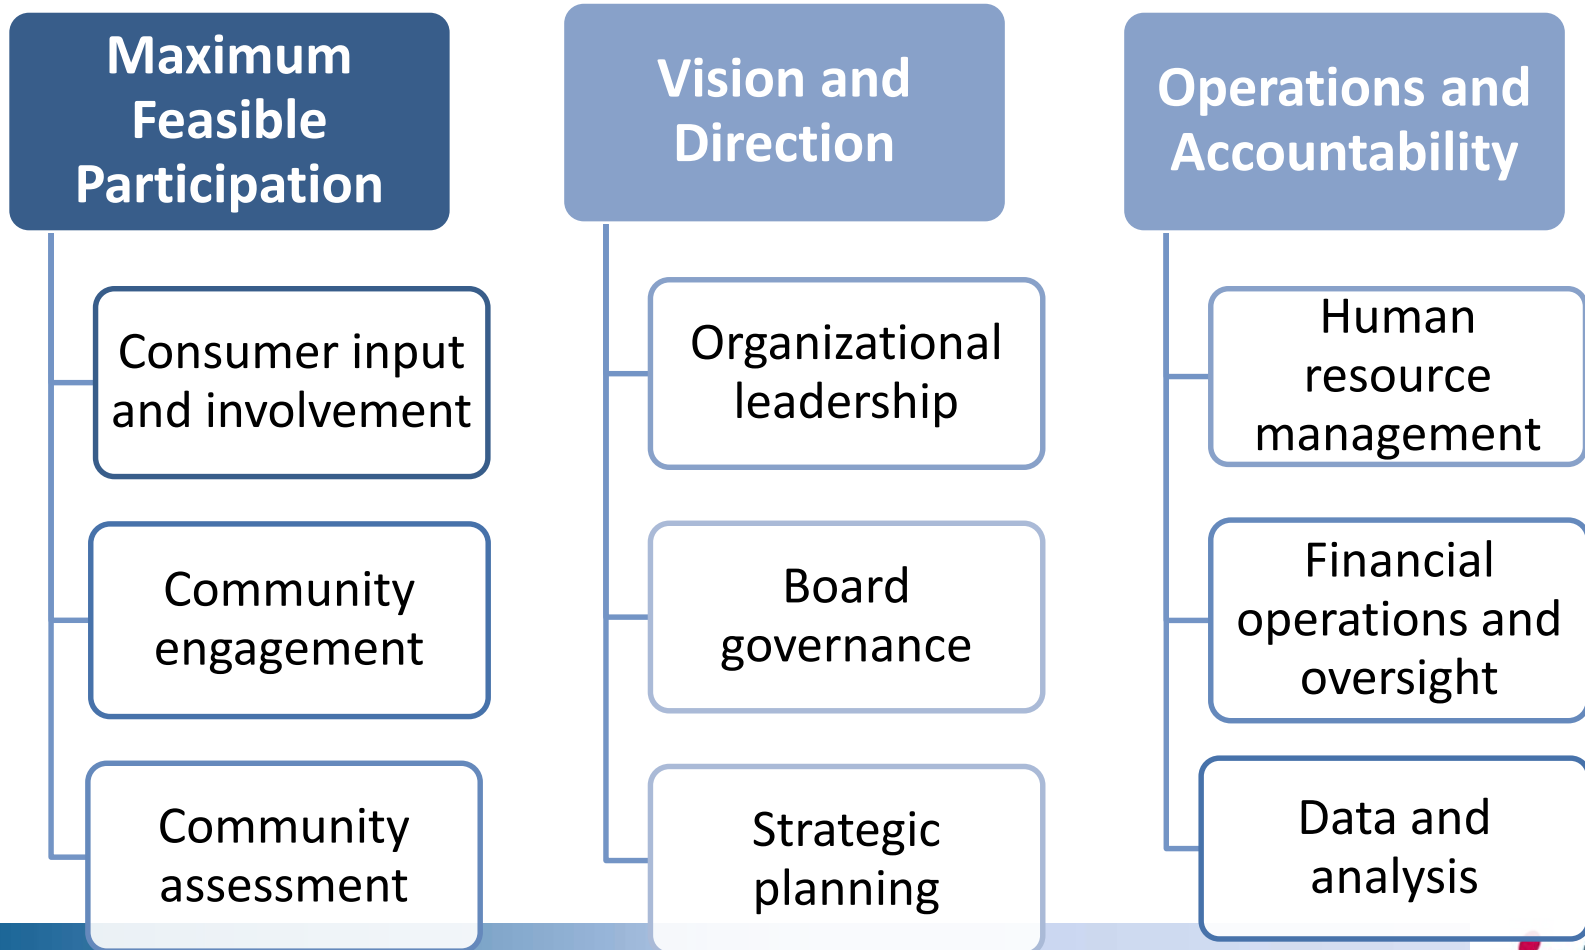 Maximum
Feasible
Participation
Consumer input
and involvement
Community
engagement
Community
assessment
Vision and
Direction
Organizational
leadership
Board
governance
Strategic
planning
Operations and
Accountability
Human
resource
management
Financial
operations and
oversight
Data and
analysis